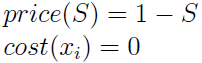 price(S) = 1 − S
cost(x_i) = 0